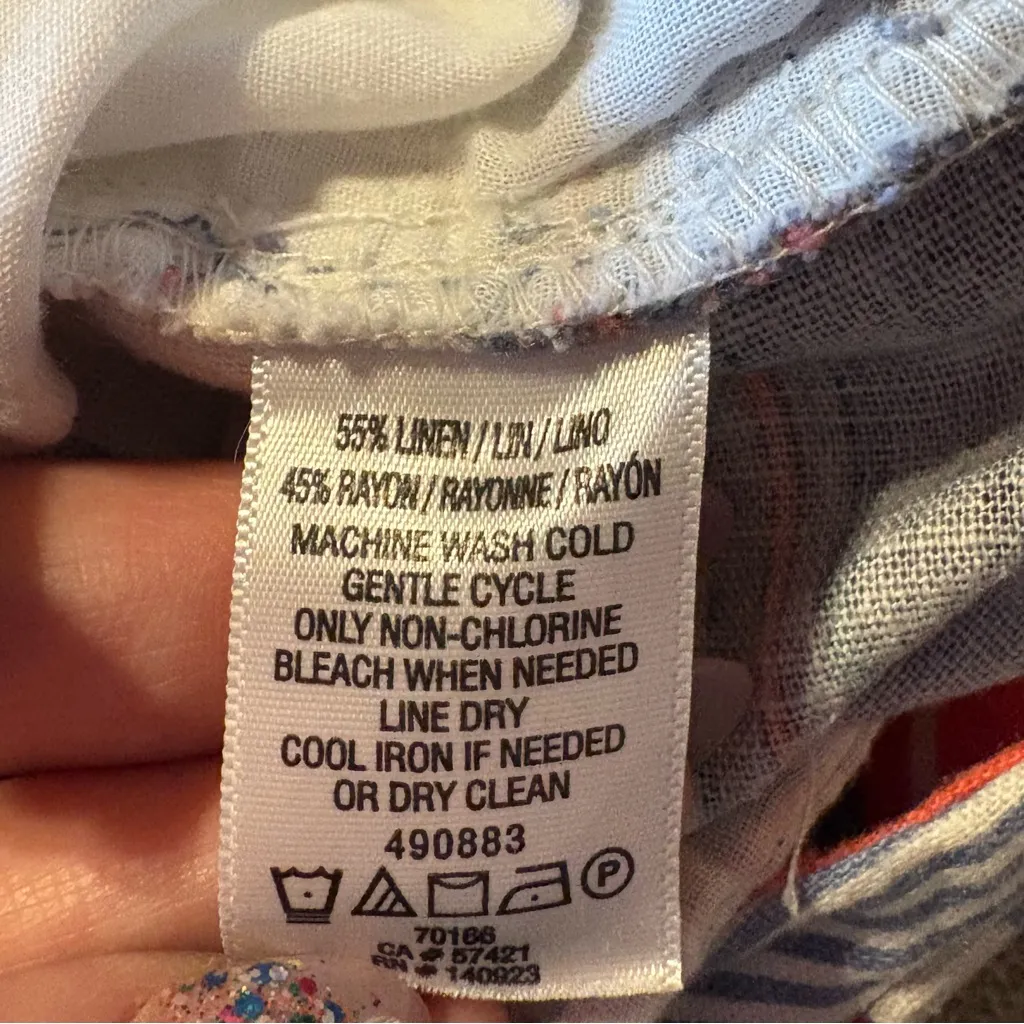 55% LINEN / LIN / LINO
45% RAYON / RAYONNE / RAYÓN
MACHINE WASH COLD
GENTLE CYCLE
ONLY NON-CHLORINE
BLEACH WHEN NEEDED
LINE DRY
COOL IRON IF NEEDED
OR DRY CLEAN
490883
P
70166
CA # 57421
RN # 140923